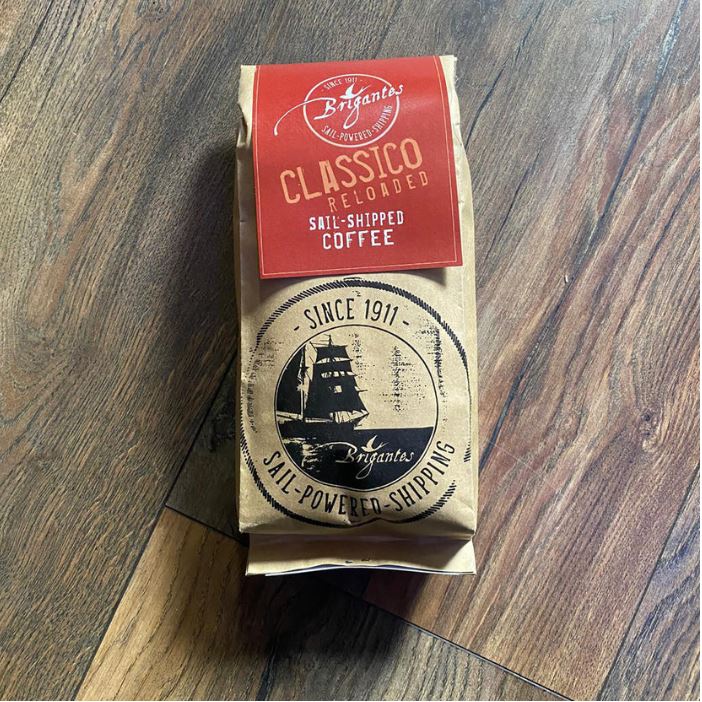 - SINCE 1911 -
Brigantes
SAIL-POWERED-SHIPPING
CLASSICO
RELOADED
SAIL-SHIPPED
COFFEE
- SINCE 1911 -
Brigantes
SAIL-POWERED-SHIPPING